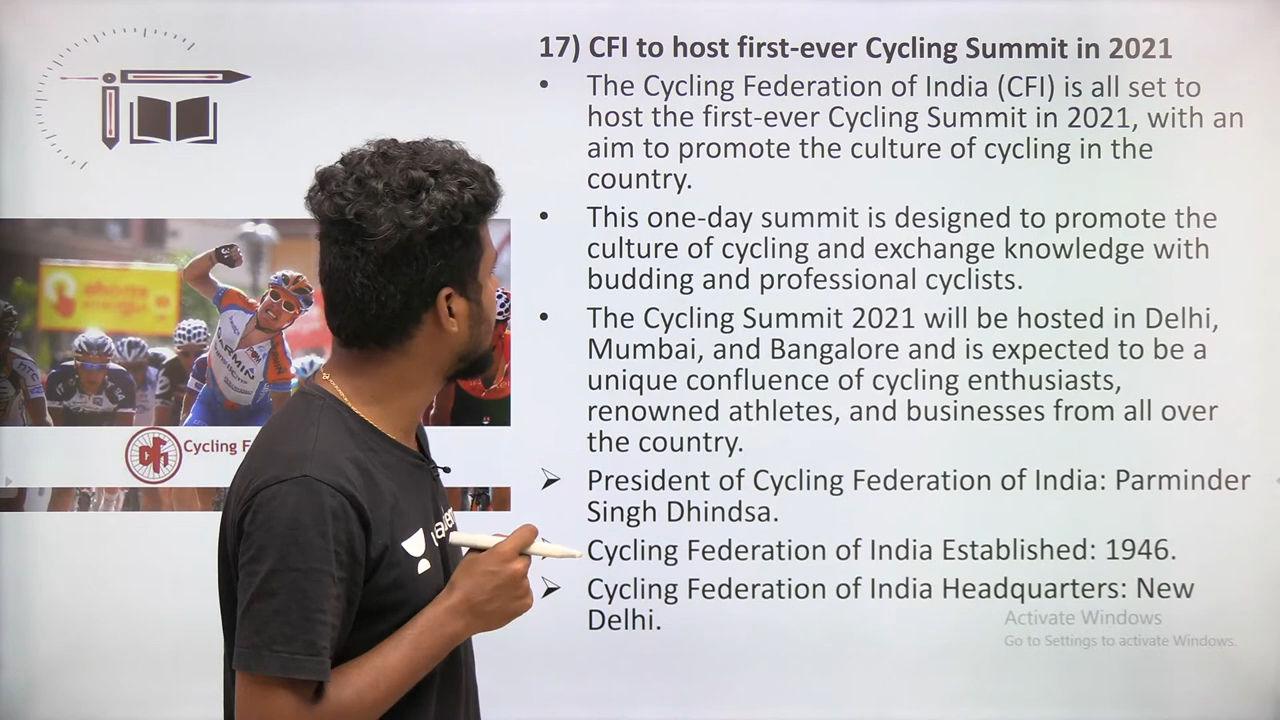 17) CFI to host first-ever Cycling Summit in 2021
• The Cycling Federation of India (CFI) is all set to
host the first-ever Cycling Summit in 2021, with an
aim to promote the culture of cycling in the
country.
• This one-day summit is designed to promote the
culture of cycling and exchange knowledge with
budding and professional cyclists.
• The Cycling Summit 2021 will be hosted in Delhi,
Mumbai, and Bangalore and is expected to be a
unique confluence of cycling enthusiasts,
renowned athletes, and businesses from all over
the country.
➢ President of Cycling Federation of India: Parminder
Singh Dhindsa.
➢ Cycling Federation of India Established: 1946.
➢ Cycling Federation of India Headquarters: New
Delhi.
Activate Windows
Go to Settings to activate Windows.
GARMIN
CFI
Cycling F